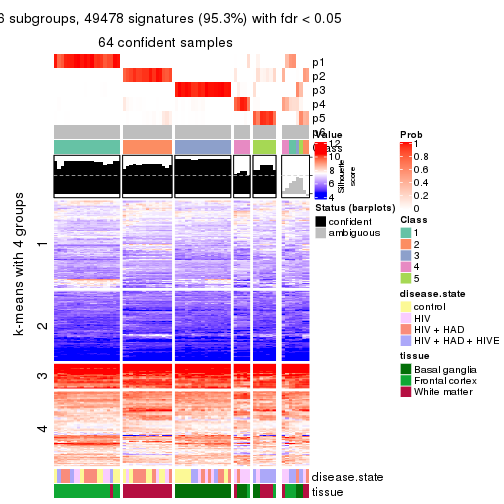 6 subgroups, 49478 signatures (95.3%) with fdr < 0.05
64 confident samples
p1
p2
p3
p4
p5
p6
Class
k-means with 4 groups
1
2
3
4
Value
12
10
8
6
4
Silhouette
score
Status (barplots)
confident
ambiguous
Prob
1
0.8
0.6
0.4
0.2
0
Class
1
2
3
4
5
disease.state
control
HIV
HIV + HAD
HIV + HAD + HIVE
tissue
Basal ganglia
Frontal cortex
White matter
disease.state
tissue